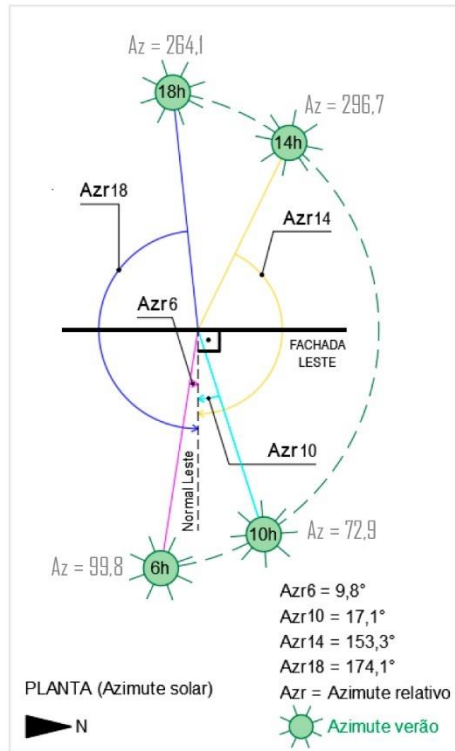 Az = 264,1
18h
Az = 296,7
14h
Azr18
Azr14
Azr6
FACHADA
LESTE
Azr10
Normal Leste
10h
Az = 72,9
6h
Az = 99,8
Azr6 = 9,8°
Azr10 = 17,1°
Azr14 = 153,3°
Azr18 = 174,1°
Azr = Azimute relativo
PLANTA (Azimute solar)
N
Azimute verão